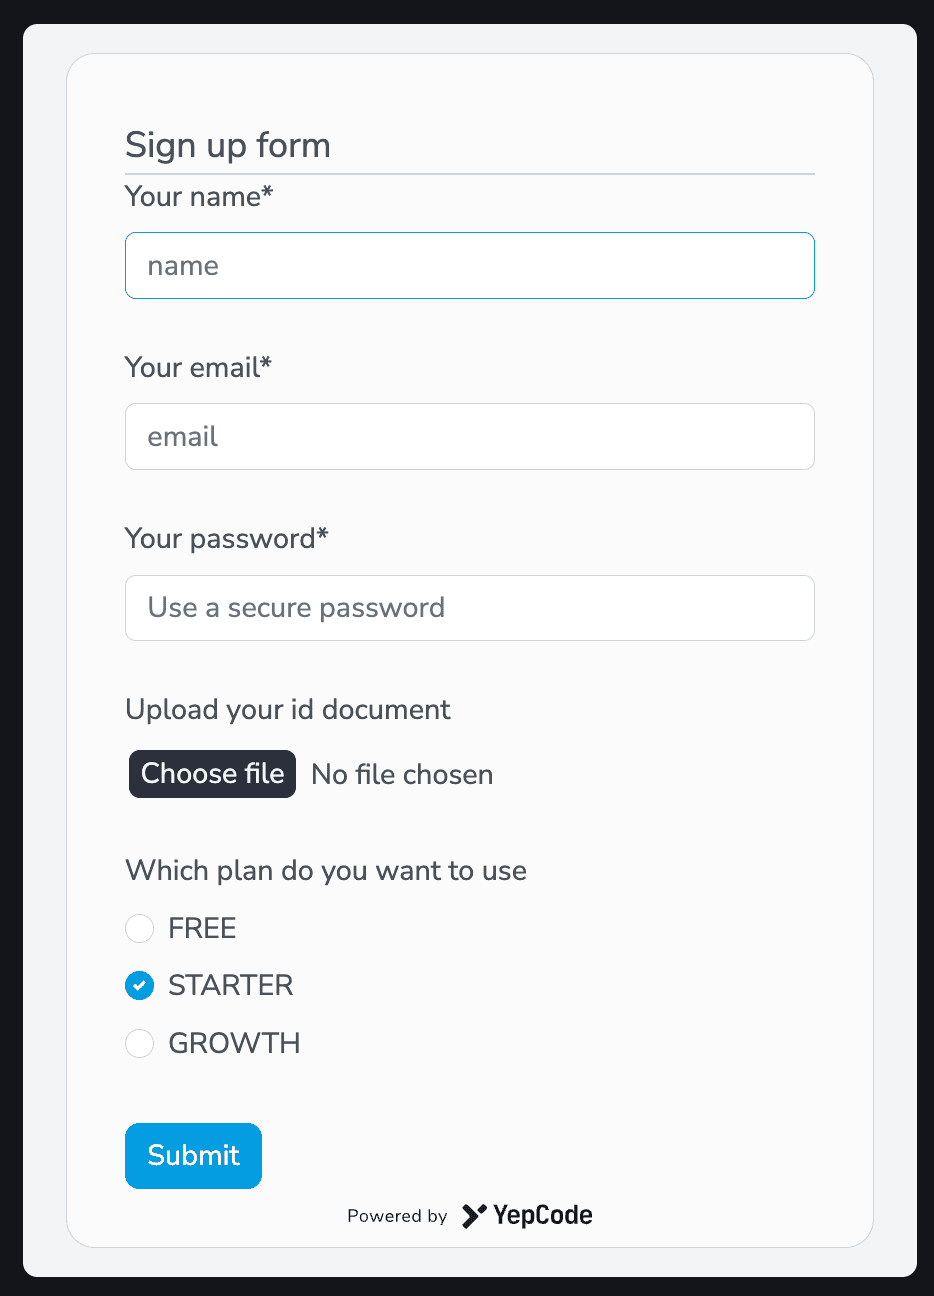 Sign up form
Your name*
name
Your email*
email
Your password*
Use a secure password
Upload your id document
Choose file No file chosen
Which plan do you want to use
FREE
STARTER
GROWTH
Submit
Powered by YepCode